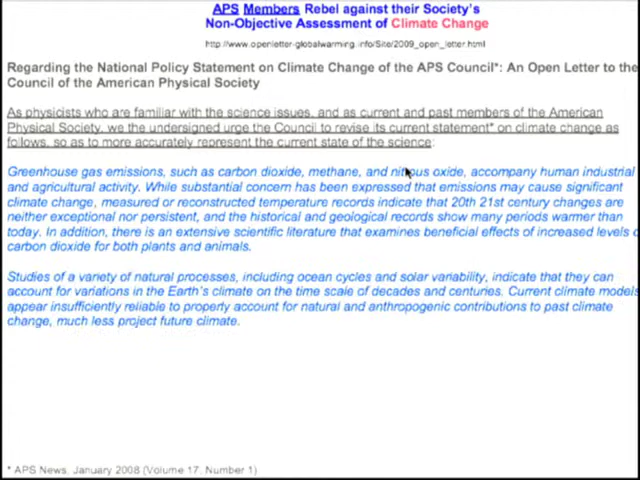 APS Members Rebel against their Society's
Non-Objective Assessment of Climate Change
http://www.openletter-globalwarming.info/Site/2009_open_letter.html
Regarding the National Policy Statement on Climate Change of the APS Council*: An Open Letter to the
Council of the American Physical Society
As physicists who are familiar with the science issues, and as current and past members of the American
Physical Society, we the undersigned urge the Council to revise its current statement* on climate change as
follows, so as to more accurately represent the current state of the science:
Greenhouse gas emissions, such as carbon dioxide, methane, and nitrous oxide, accompany human industrial
and agricultural activity. While substantial concern has been expressed that emissions may cause significant
climate change, measured or reconstructed temperature records indicate that 20th 21st century changes are
neither exceptional nor persistent, and the historical and geological records show many periods warmer than
today. In addition, there is an extensive scientific literature that examines beneficial effects of increased levels o
carbon dioxide for both plants and animals.
Studies of a variety of natural processes, including ocean cycles and solar variability, indicate that they can
account for variations in the Earth's climate on the time scale of decades and centuries. Current climate models
appear insufficiently reliable to properly account for natural and anthropogenic contributions to past climate
change, much less project future climate.
* APS News, January 2008 (Volume 17, Number 1)